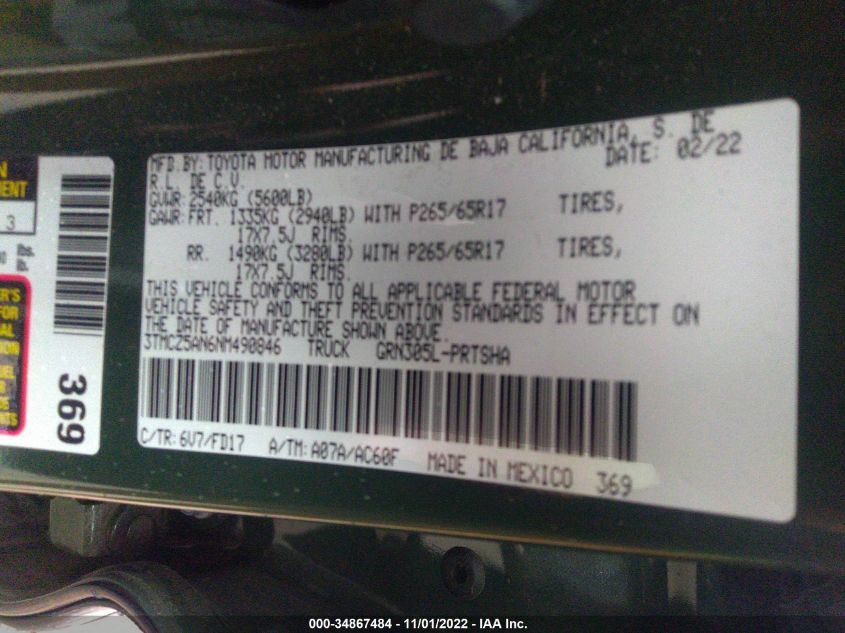 MFD.BY:TOYOTA MOTOR MANUFACTURING DE BAJA CALIFORNIA, S. DE
R.L. DE C.V. DATE: 02/22
GVWR:2540KG (5600LB)
GAWR:FRT. 1335KG (2940LB) WITH P265/65R17 TIRES,
17X7.5J RIMS.
RR. 1490KG (3280LB) WITH P265/65R17 TIRES,
17X7.5J RIMS.
THIS VEHICLE CONFORMS TO ALL APPLICABLE FEDERAL MOTOR
VEHICLE SAFETY AND THEFT PREVENTION STANDARDS IN EFFECT ON
THE DATE OF MANUFACTURE SHOWN ABOVE.
3TMCZ5AN6NM490846 TRUCK GRN305L-PRTSHA
C/TR:6V7/FD17 A/TM:A07A/AC60F MADE IN MEXICO 369
3
lbs.
lb.
FOR
369
000-34867484 - 11/01/2022 - IAA Inc.